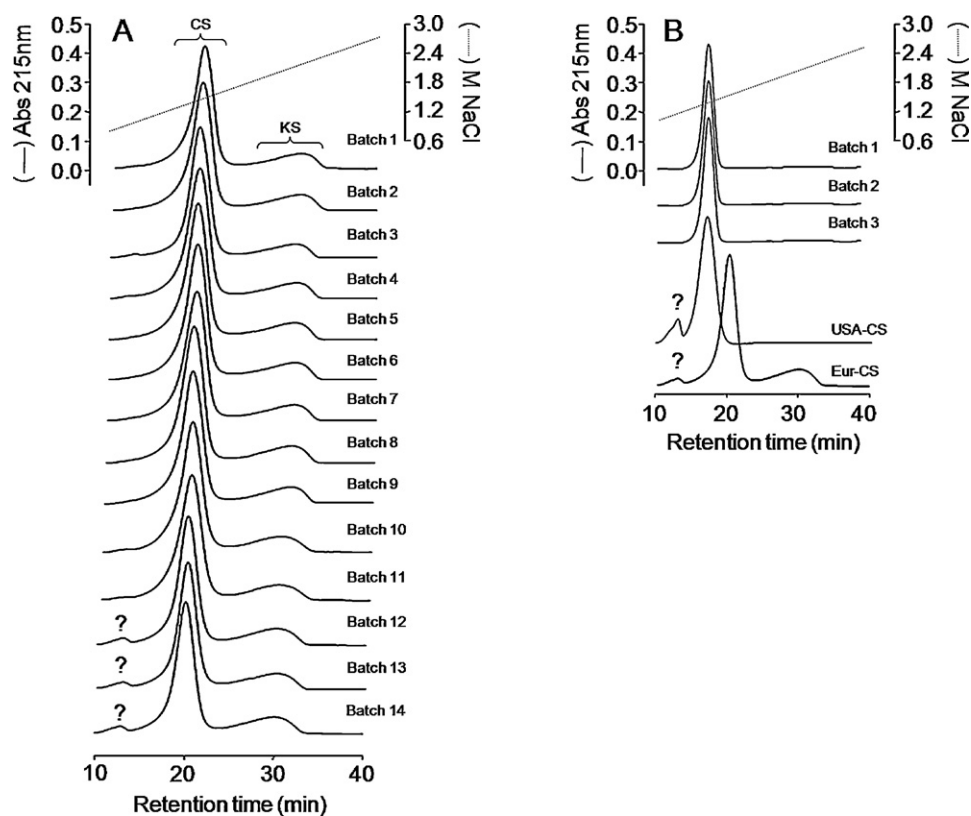 A
CS
KS
(—) Abs 215nm
0.5
0.4
0.3
0.2
0.1
0.0
3.0
2.4
1.8
1.2
0.6
(······) M NaCl
Batch 1
Batch 2
Batch 3
Batch 4
Batch 5
Batch 6
Batch 7
Batch 8
Batch 9
Batch 10
Batch 11
?
Batch 12
?
Batch 13
?
Batch 14
10 20 30 40
Retention time (min)
B
(—) Abs 215nm
0.5
0.4
0.3
0.2
0.1
0.0
3.0
2.4
1.8
1.2
0.6
(······) M NaCl
Batch 1
Batch 2
Batch 3
?
USA-CS
?
Eur-CS
10 20 30 40
Retention time (min)